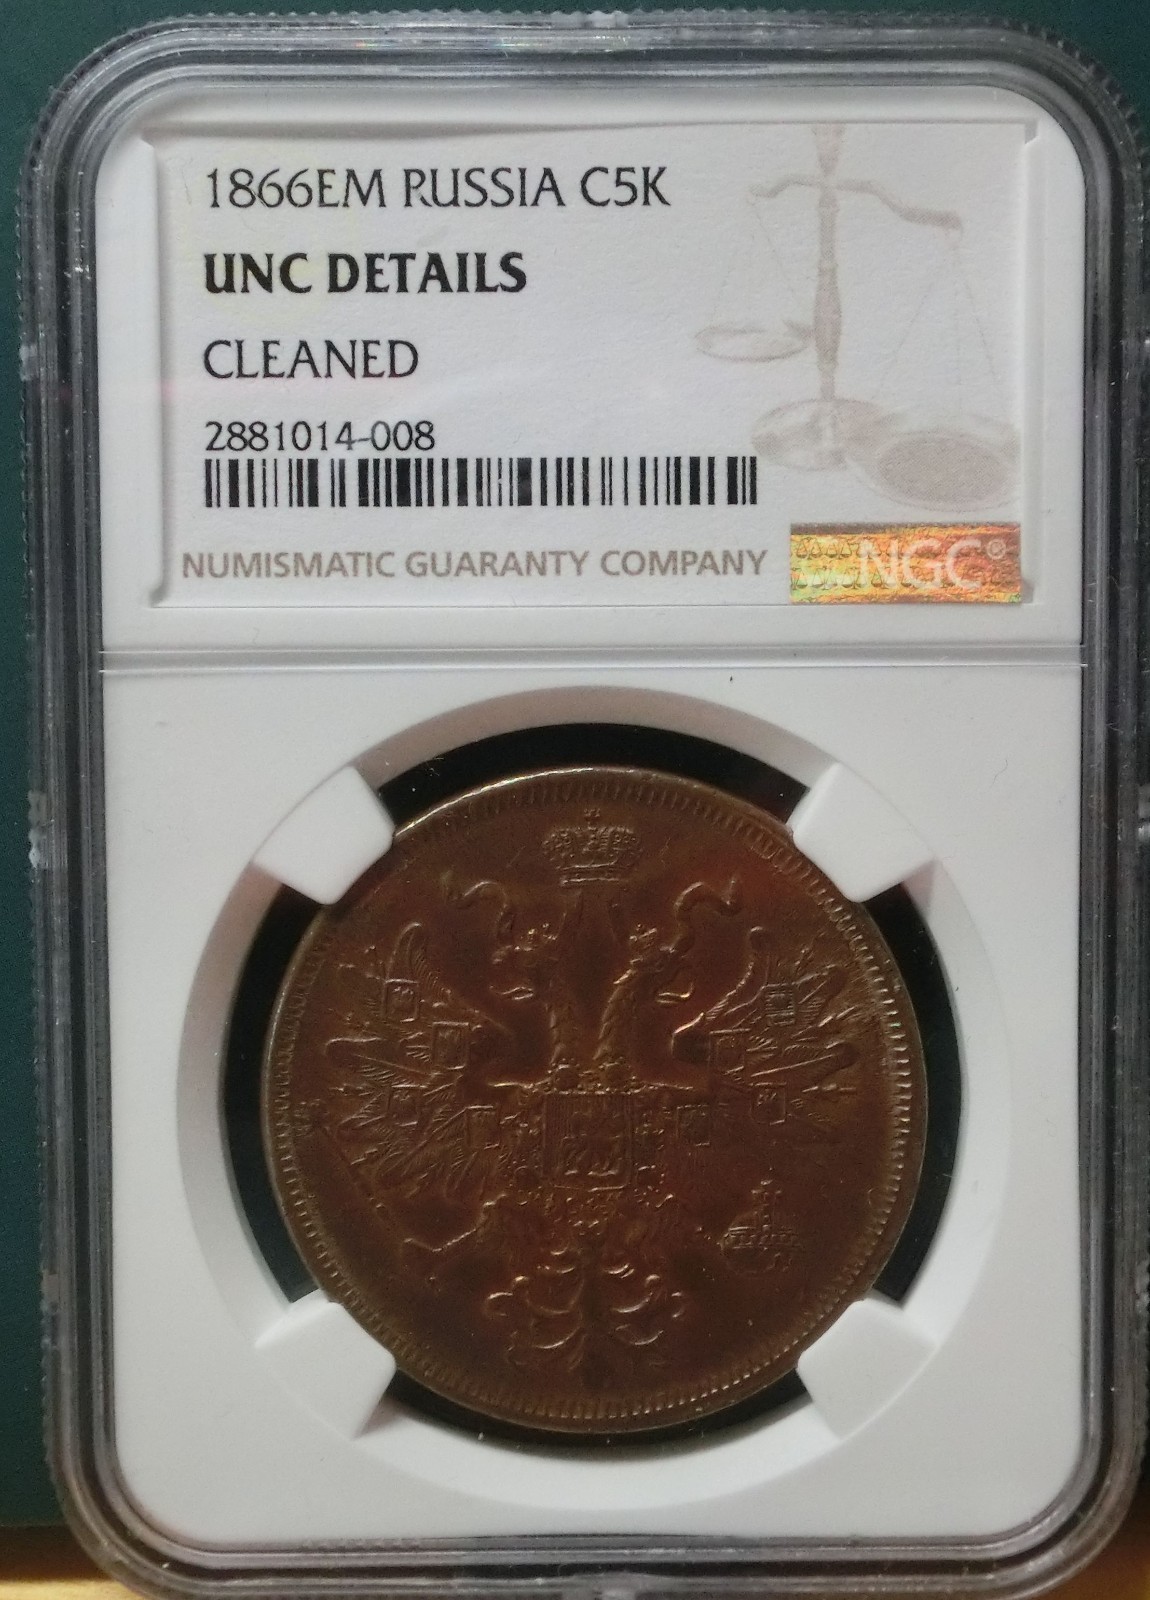 1866EM RUSSIA C5K
UNC DETAILS
CLEANED
2881014-008
NUMISMATIC GUARANTY COMPANY
NGC®